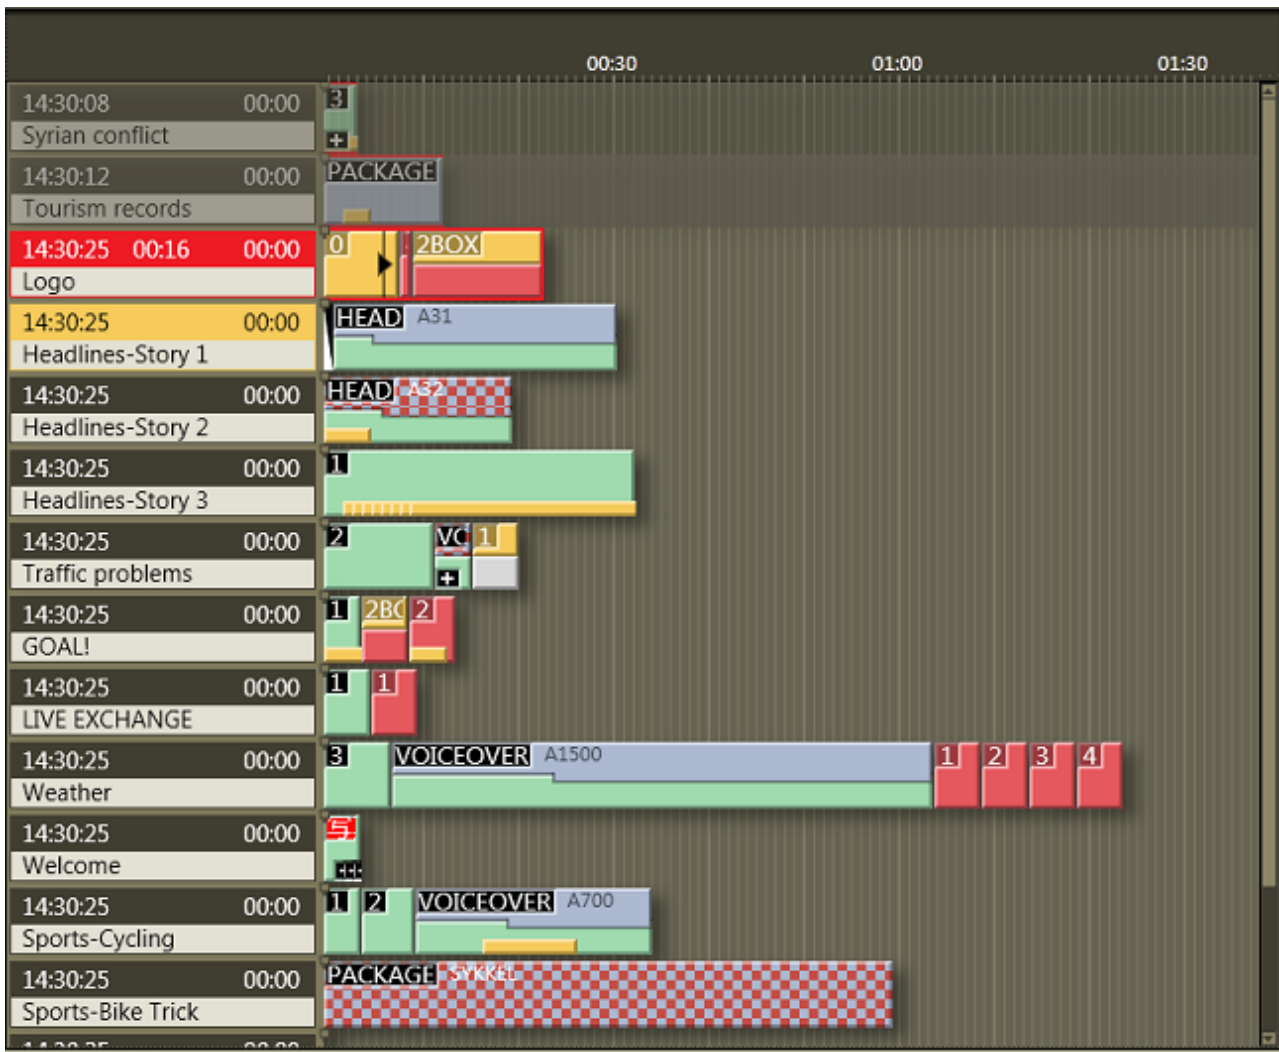 00:30 01:00 01:30
14:30:08 00:00 3
Syrian conflict +
14:30:12 00:00 PACKAGE
Tourism records
14:30:25 00:16 00:00 0 2BOX
Logo
14:30:25 00:00 HEAD A31
Headlines-Story 1
14:30:25 00:00 HEAD A32
Headlines-Story 2
14:30:25 00:00 1
Headlines-Story 3
14:30:25 00:00 2 VO 1
Traffic problems +
14:30:25 00:00 1 2BO 2
GOAL!
14:30:25 00:00 1 1
LIVE EXCHANGE
14:30:25 00:00 3 VOICEOVER A1500 1 2 3 4
Weather
14:30:25 00:00
Welcome
14:30:25 00:00 1 2 VOICEOVER A700
Sports-Cycling
14:30:25 00:00 PACKAGE SYKKEL
Sports-Bike Trick